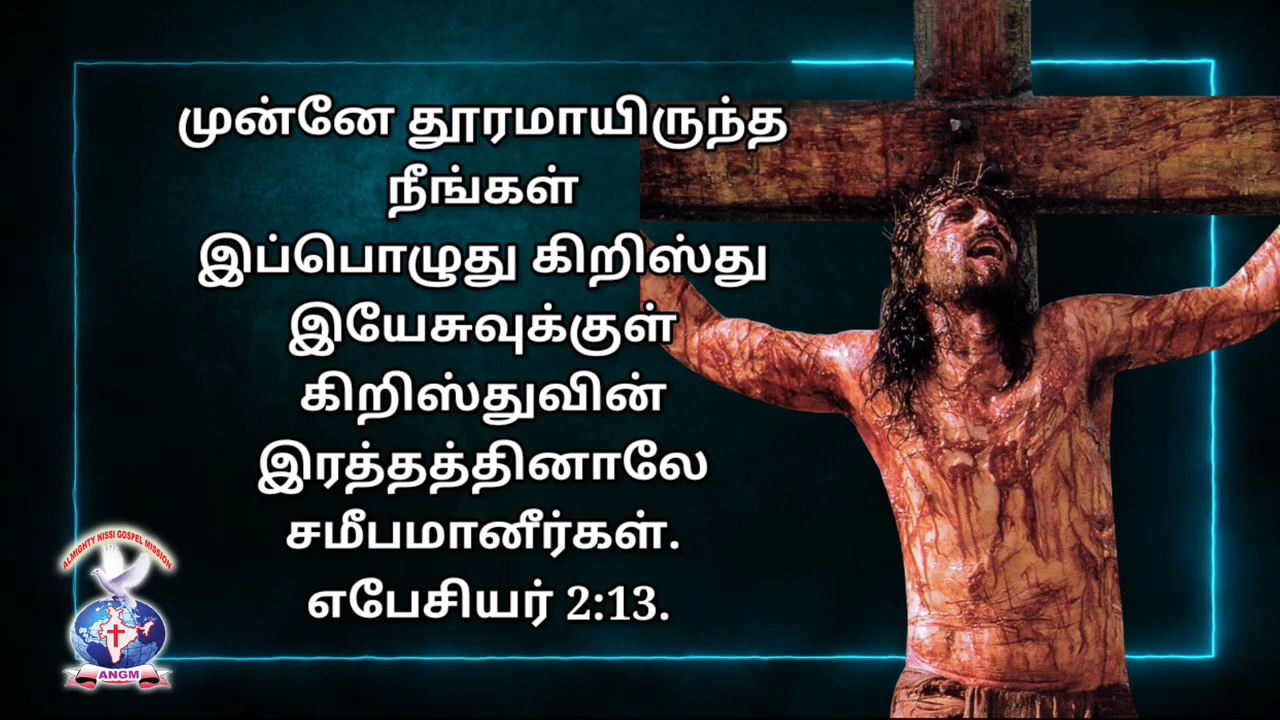 முன்னே தூரமாயிருந்த
நீங்கள்
இப்பொழுது கிறிஸ்து
இயேசுவுக்குள்
கிறிஸ்துவின்
இரத்தத்தினாலே
சமீபமானீர்கள்.
எபேசியர் 2:13.
ALMIGHTY NISSI GOSPEL MISSION
ANGM